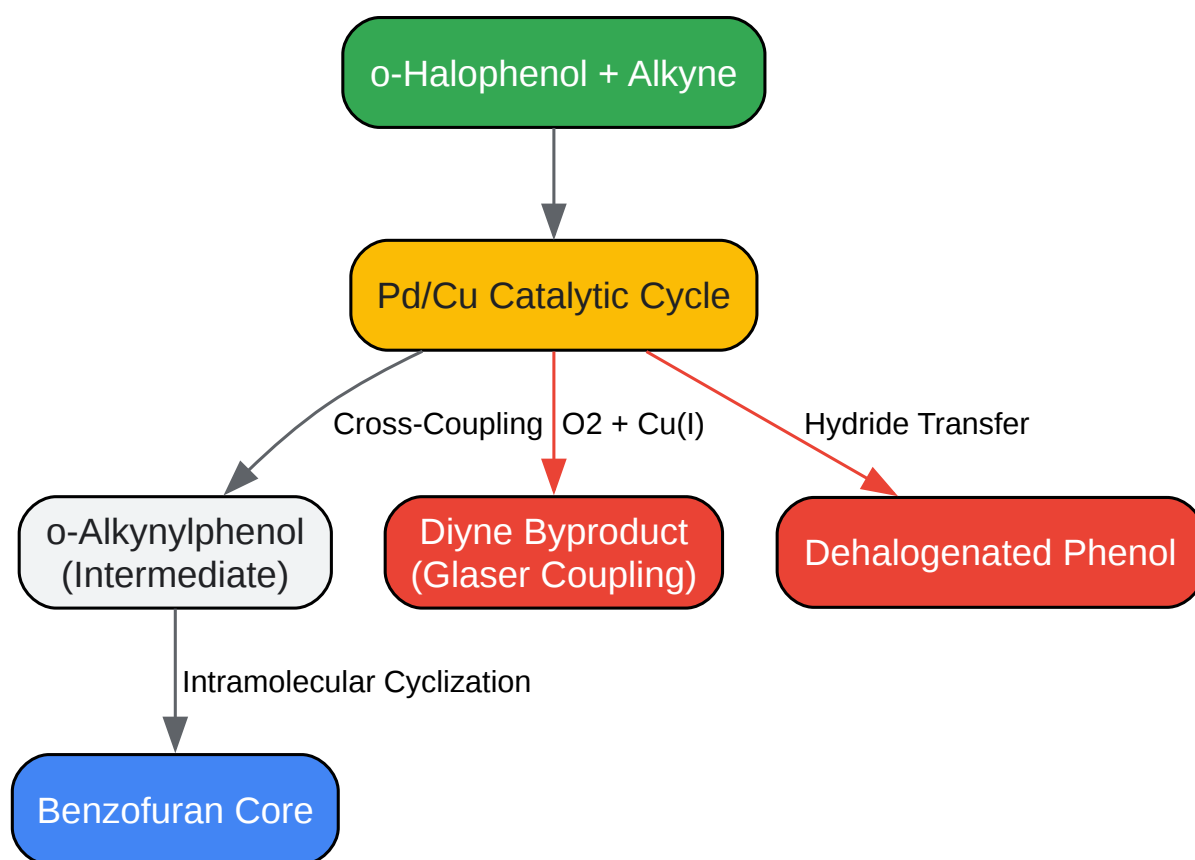 o-Halophenol + Alkyne
Pd/Cu Catalytic Cycle
Cross-Coupling
O2 + Cu(I)
Hydride Transfer
o-Alkynylphenol
(Intermediate)
Diyne Byproduct
(Glaser Coupling)
Dehalogenated Phenol
Intramolecular Cyclization
Benzofuran Core